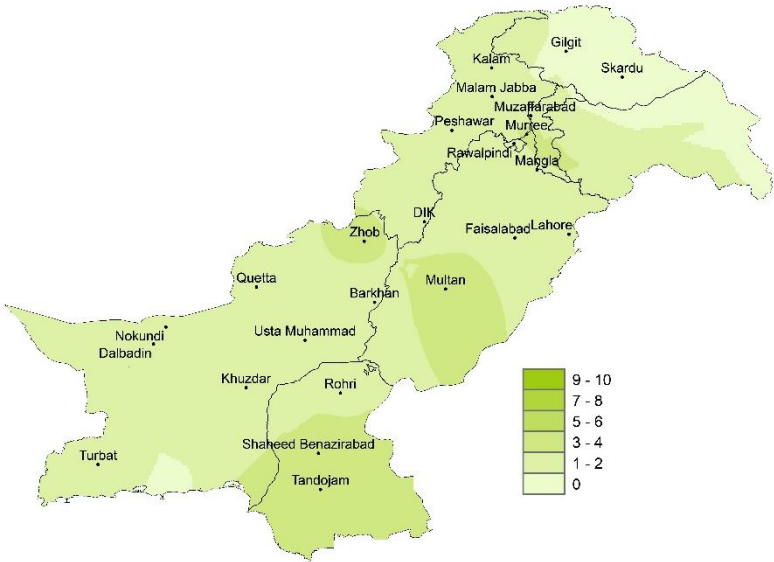 Gilgit
Kalam
Skardu
Malam Jabba
Muzaffarabad
Peshawar
Murree
Rawalpindi
Mangla
DIK
Zhob
Faisalabad
Lahore
Quetta
Multan
Barkhan
Nokundi
Usta Muhammad
Dalbadin
Khuzdar
Rohri
Shaheed Benazirabad
Turbat
Tandojam
9 - 10
7 - 8
5 - 6
3 - 4
1 - 2
0